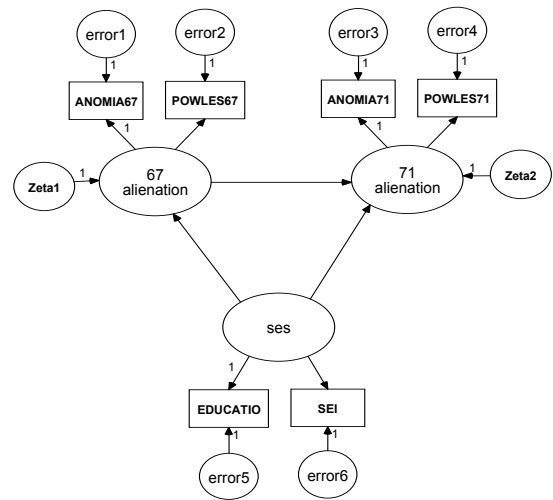 error1
error2
error3
error4
1
1
1
1
ANOMIA67
POWLES67
ANOMIA71
POWLES71
1
1
67
alienation
71
alienation
1
Zeta1
1
Zeta2
ses
1
EDUCATIO
SEI
1
1
error5
error6